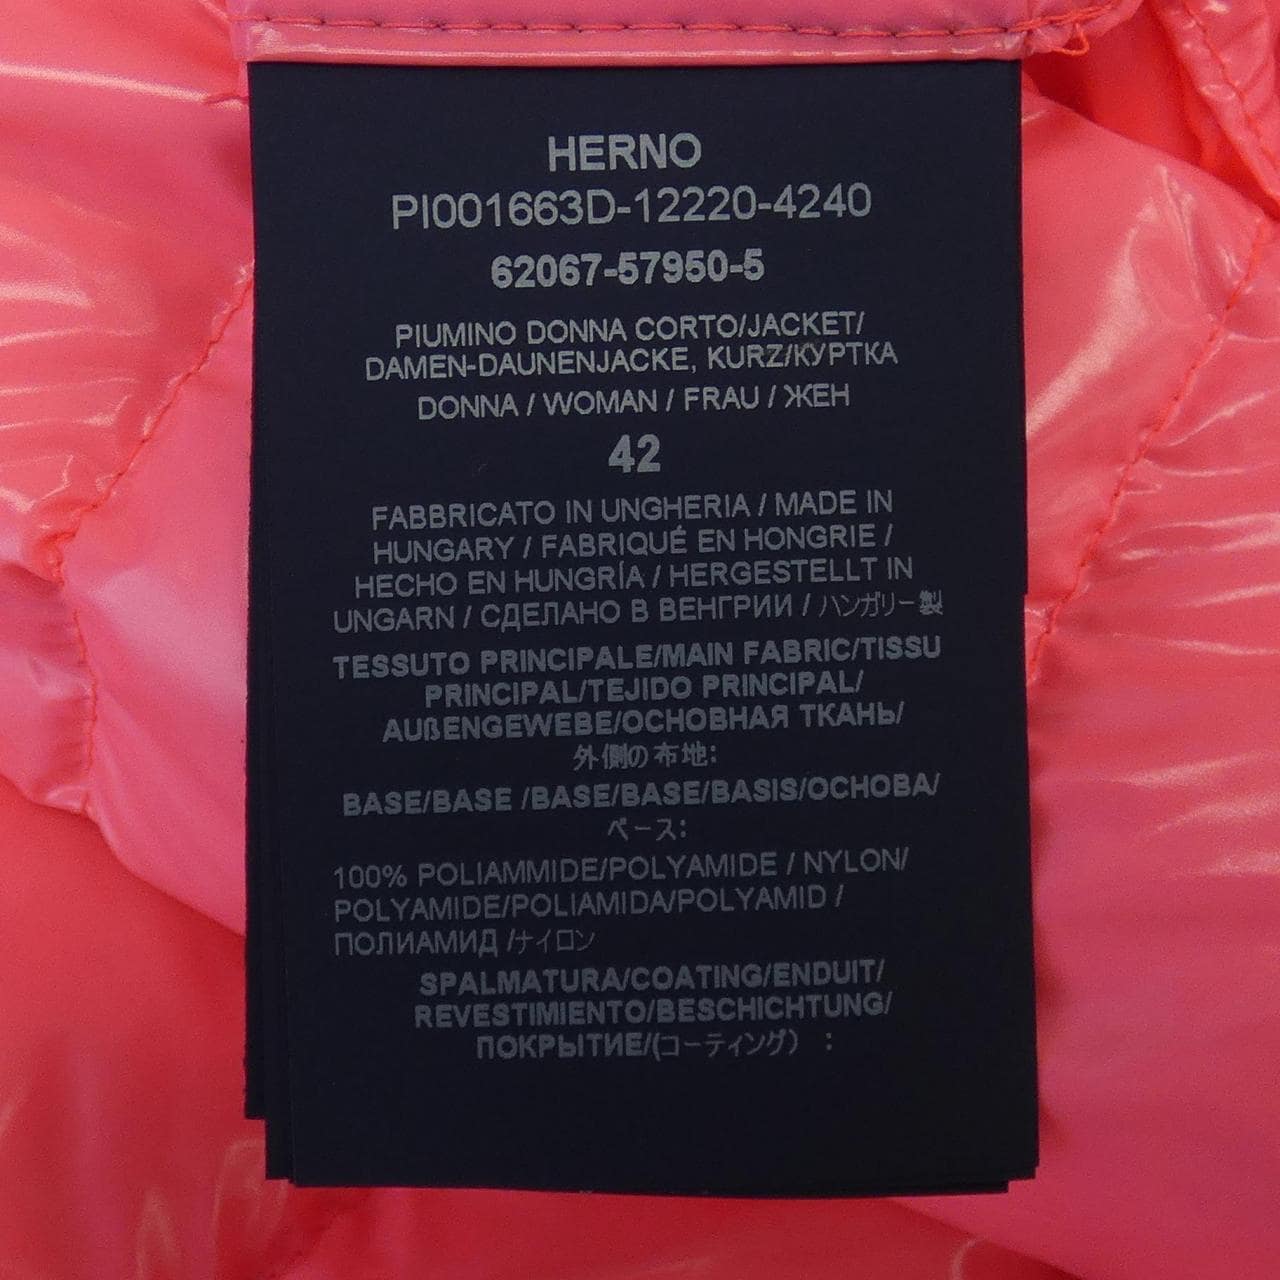 HERNO
PI001663D-12220-4240
62067-57950-5
PIUMINO DONNA CORTO/JACKET/
DAMEN-DAUNENJACKE, KURZ/КУРТКА
DONNA / WOMAN / FRAU / ЖЕН
42
FABBRICATO IN UNGHERIA / MADE IN
HUNGARY / FABRIQUÉ EN HONGRIE /
HECHO EN HUNGRÍA / HERGESTELLT IN
UNGARN / СДЕЛАНО В ВЕНГРИИ / ハンガリー製
TESSUTO PRINCIPALE/MAIN FABRIC/TISSU
PRINCIPAL/TEJIDO PRINCIPAL/
AUßENGEWEBE/ОСНОВНАЯ ТКАНЬ/
外側の布地:
BASE/BASE /BASE/BASE/BASIS/ОСНОВА/
ベース:
100% POLIAMMIDE/POLYAMIDE / NYLON/
POLYAMIDE/POLIAMIDA/POLYAMID /
ПОЛИАМИД /ナイロン
SPALMATURA/COATING/ENDUIT/
REVESTIMIENTO/BESCHICHTUNG/
ПОКРЫТИЕ/(コーティング） :